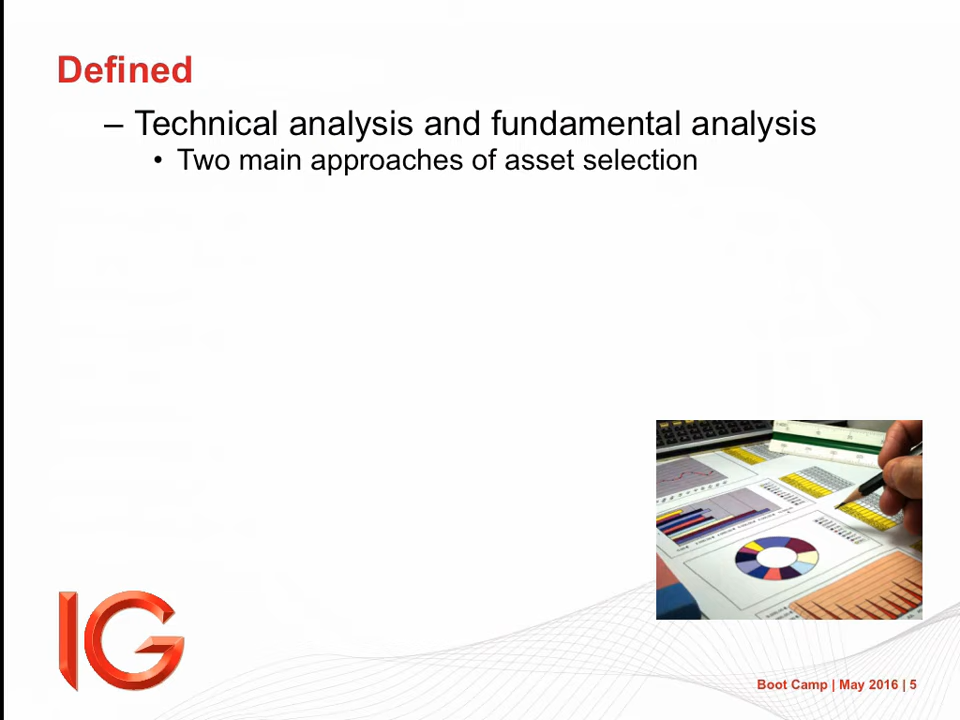 Defined
– Technical analysis and fundamental analysis
• Two main approaches of asset selection
IG
Boot Camp | May 2016 | 5